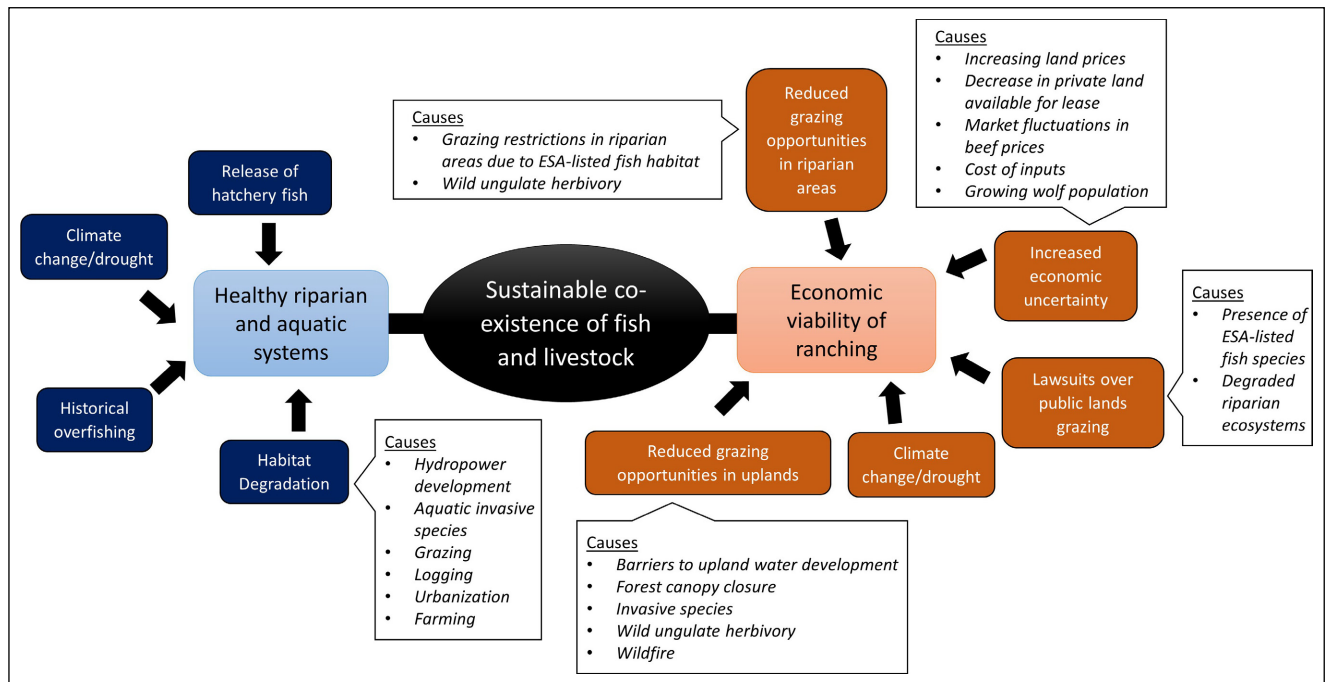 Release of
hatchery fish
Climate
change/drought
Historical
overfishing
Habitat
Degradation
Causes
• Hydropower
development
• Aquatic invasive
species
• Grazing
• Logging
• Urbanization
• Farming
Healthy riparian
and aquatic
systems
Sustainable co-
existence of fish
and livestock
Economic
viability of
ranching
Causes
• Grazing restrictions in riparian
areas due to ESA-listed fish habitat
• Wild ungulate herbivory
Reduced
grazing
opportunities
in riparian
areas
Causes
• Increasing land prices
• Decrease in private land
available for lease
• Market fluctuations in
beef prices
• Cost of inputs
• Growing wolf population
Increased
economic
uncertainty
Causes
• Presence of
ESA-listed
fish species
• Degraded
riparian
ecosystems
Lawsuits over
public lands
grazing
Climate
change/drought
Reduced grazing
opportunities in uplands
Causes
• Barriers to upland water development
• Forest canopy closure
• Invasive species
• Wild ungulate herbivory
• Wildfire